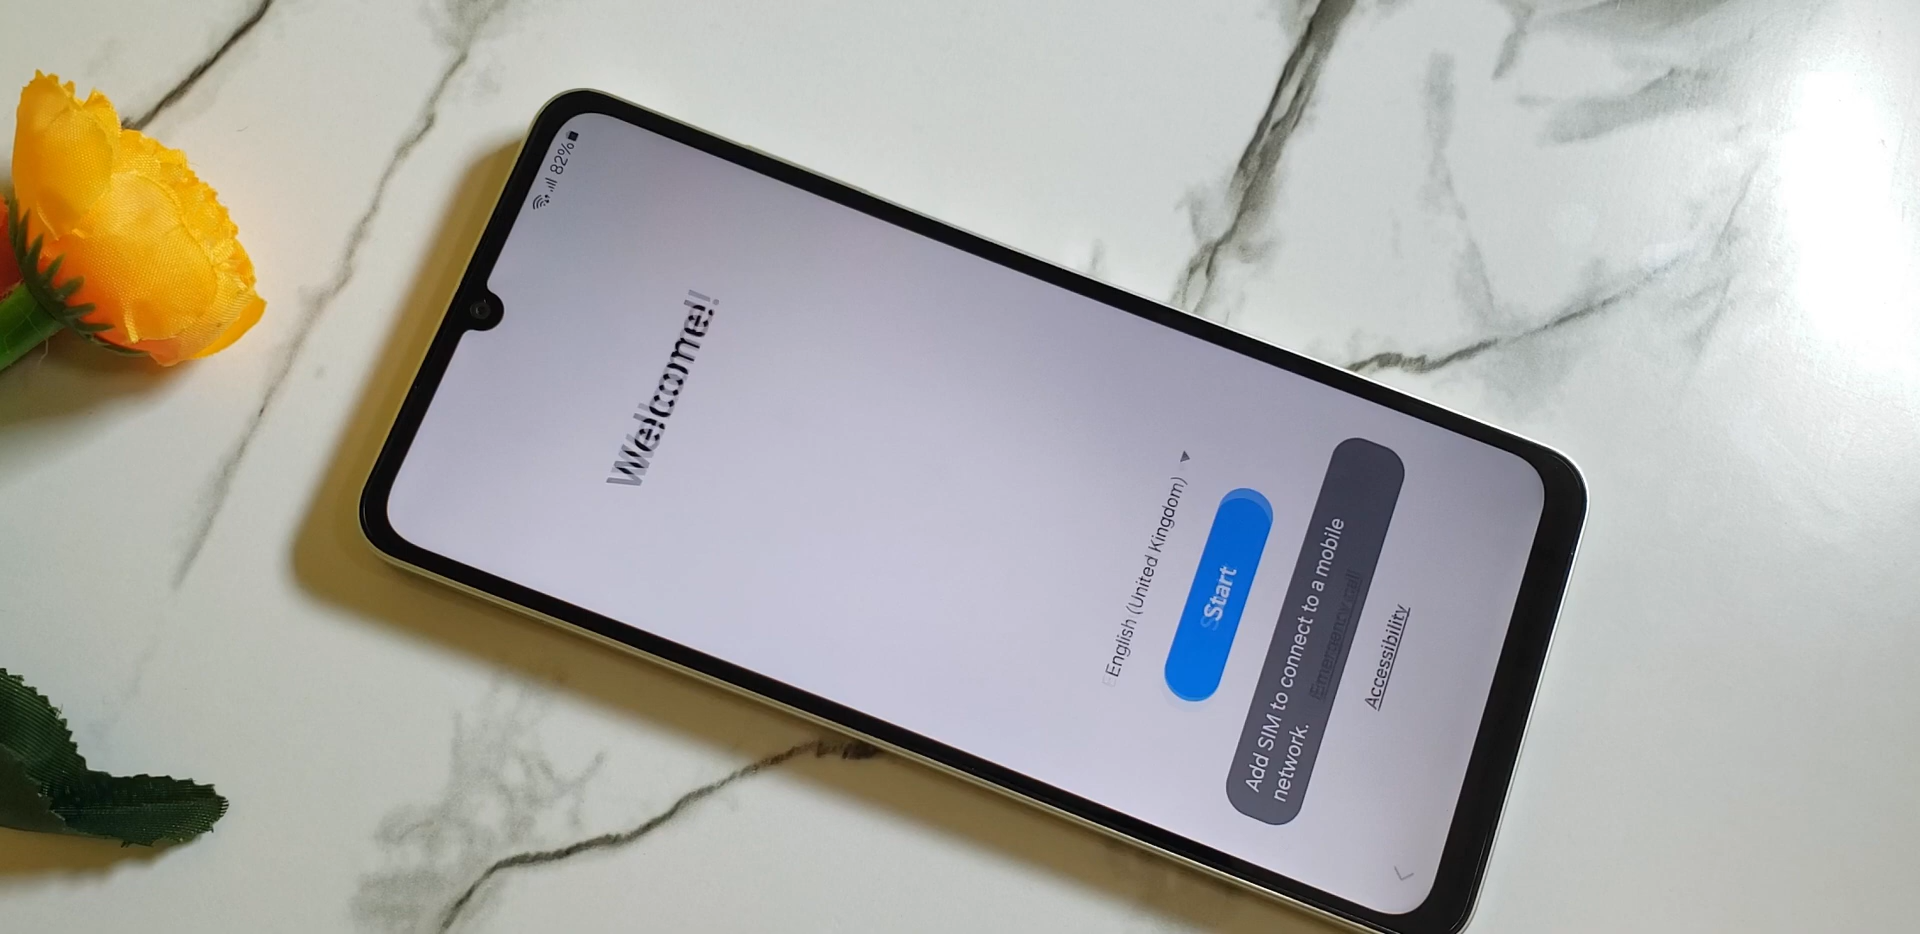 82%
Welcome!
English (United Kingdom)
Start
Add SIM to connect to a mobile
network.
Emergency call
Accessibility